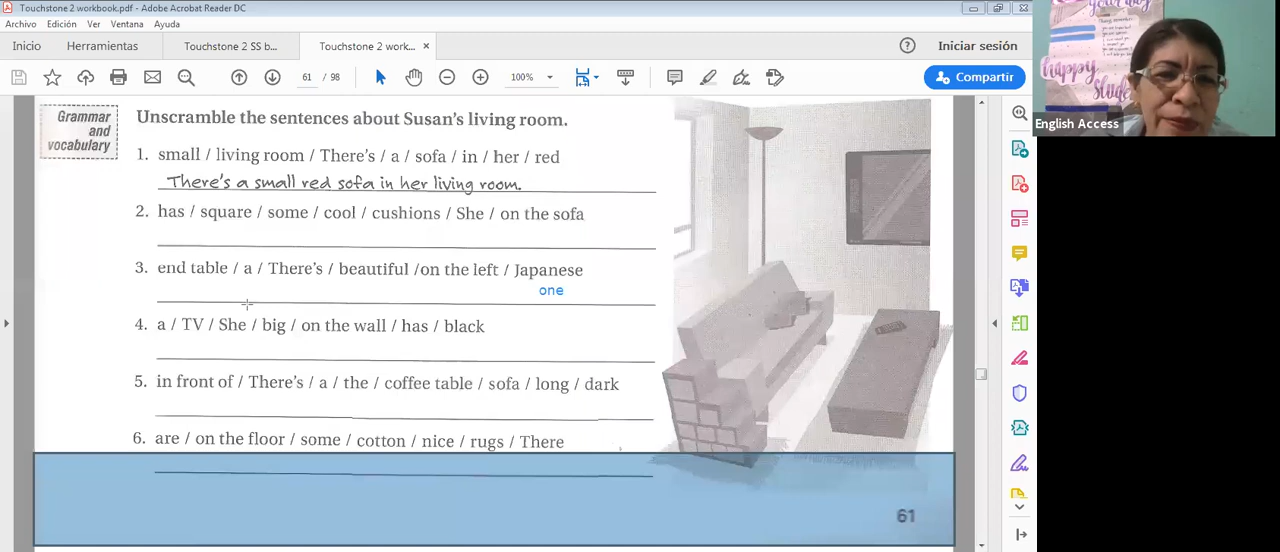 Touchstone 2 workbook.pdf - Adobe Acrobat Reader DC
Archivo Edición Ver Ventana Ayuda
Inicio Herramientas Touchstone 2 SS b... Touchstone 2 work... × Iniciar sesión
61 / 98 100% Compartir
Grammar
and
vocabulary
Unscramble the sentences about Susan's living room.
1. small / living room / There's / a / sofa / in / her / red
There's a small red sofa in her living room.
2. has / square / some / cool / cushions / She / on the sofa
3. end table / a / There's / beautiful /on the left / Japanese
one
4. a / TV / She / big / on the wall / has / black
5. in front of / There's / a / the / coffee table / sofa / long / dark
6. are / on the floor / some / cotton / nice / rugs / There
61
happy
English Access